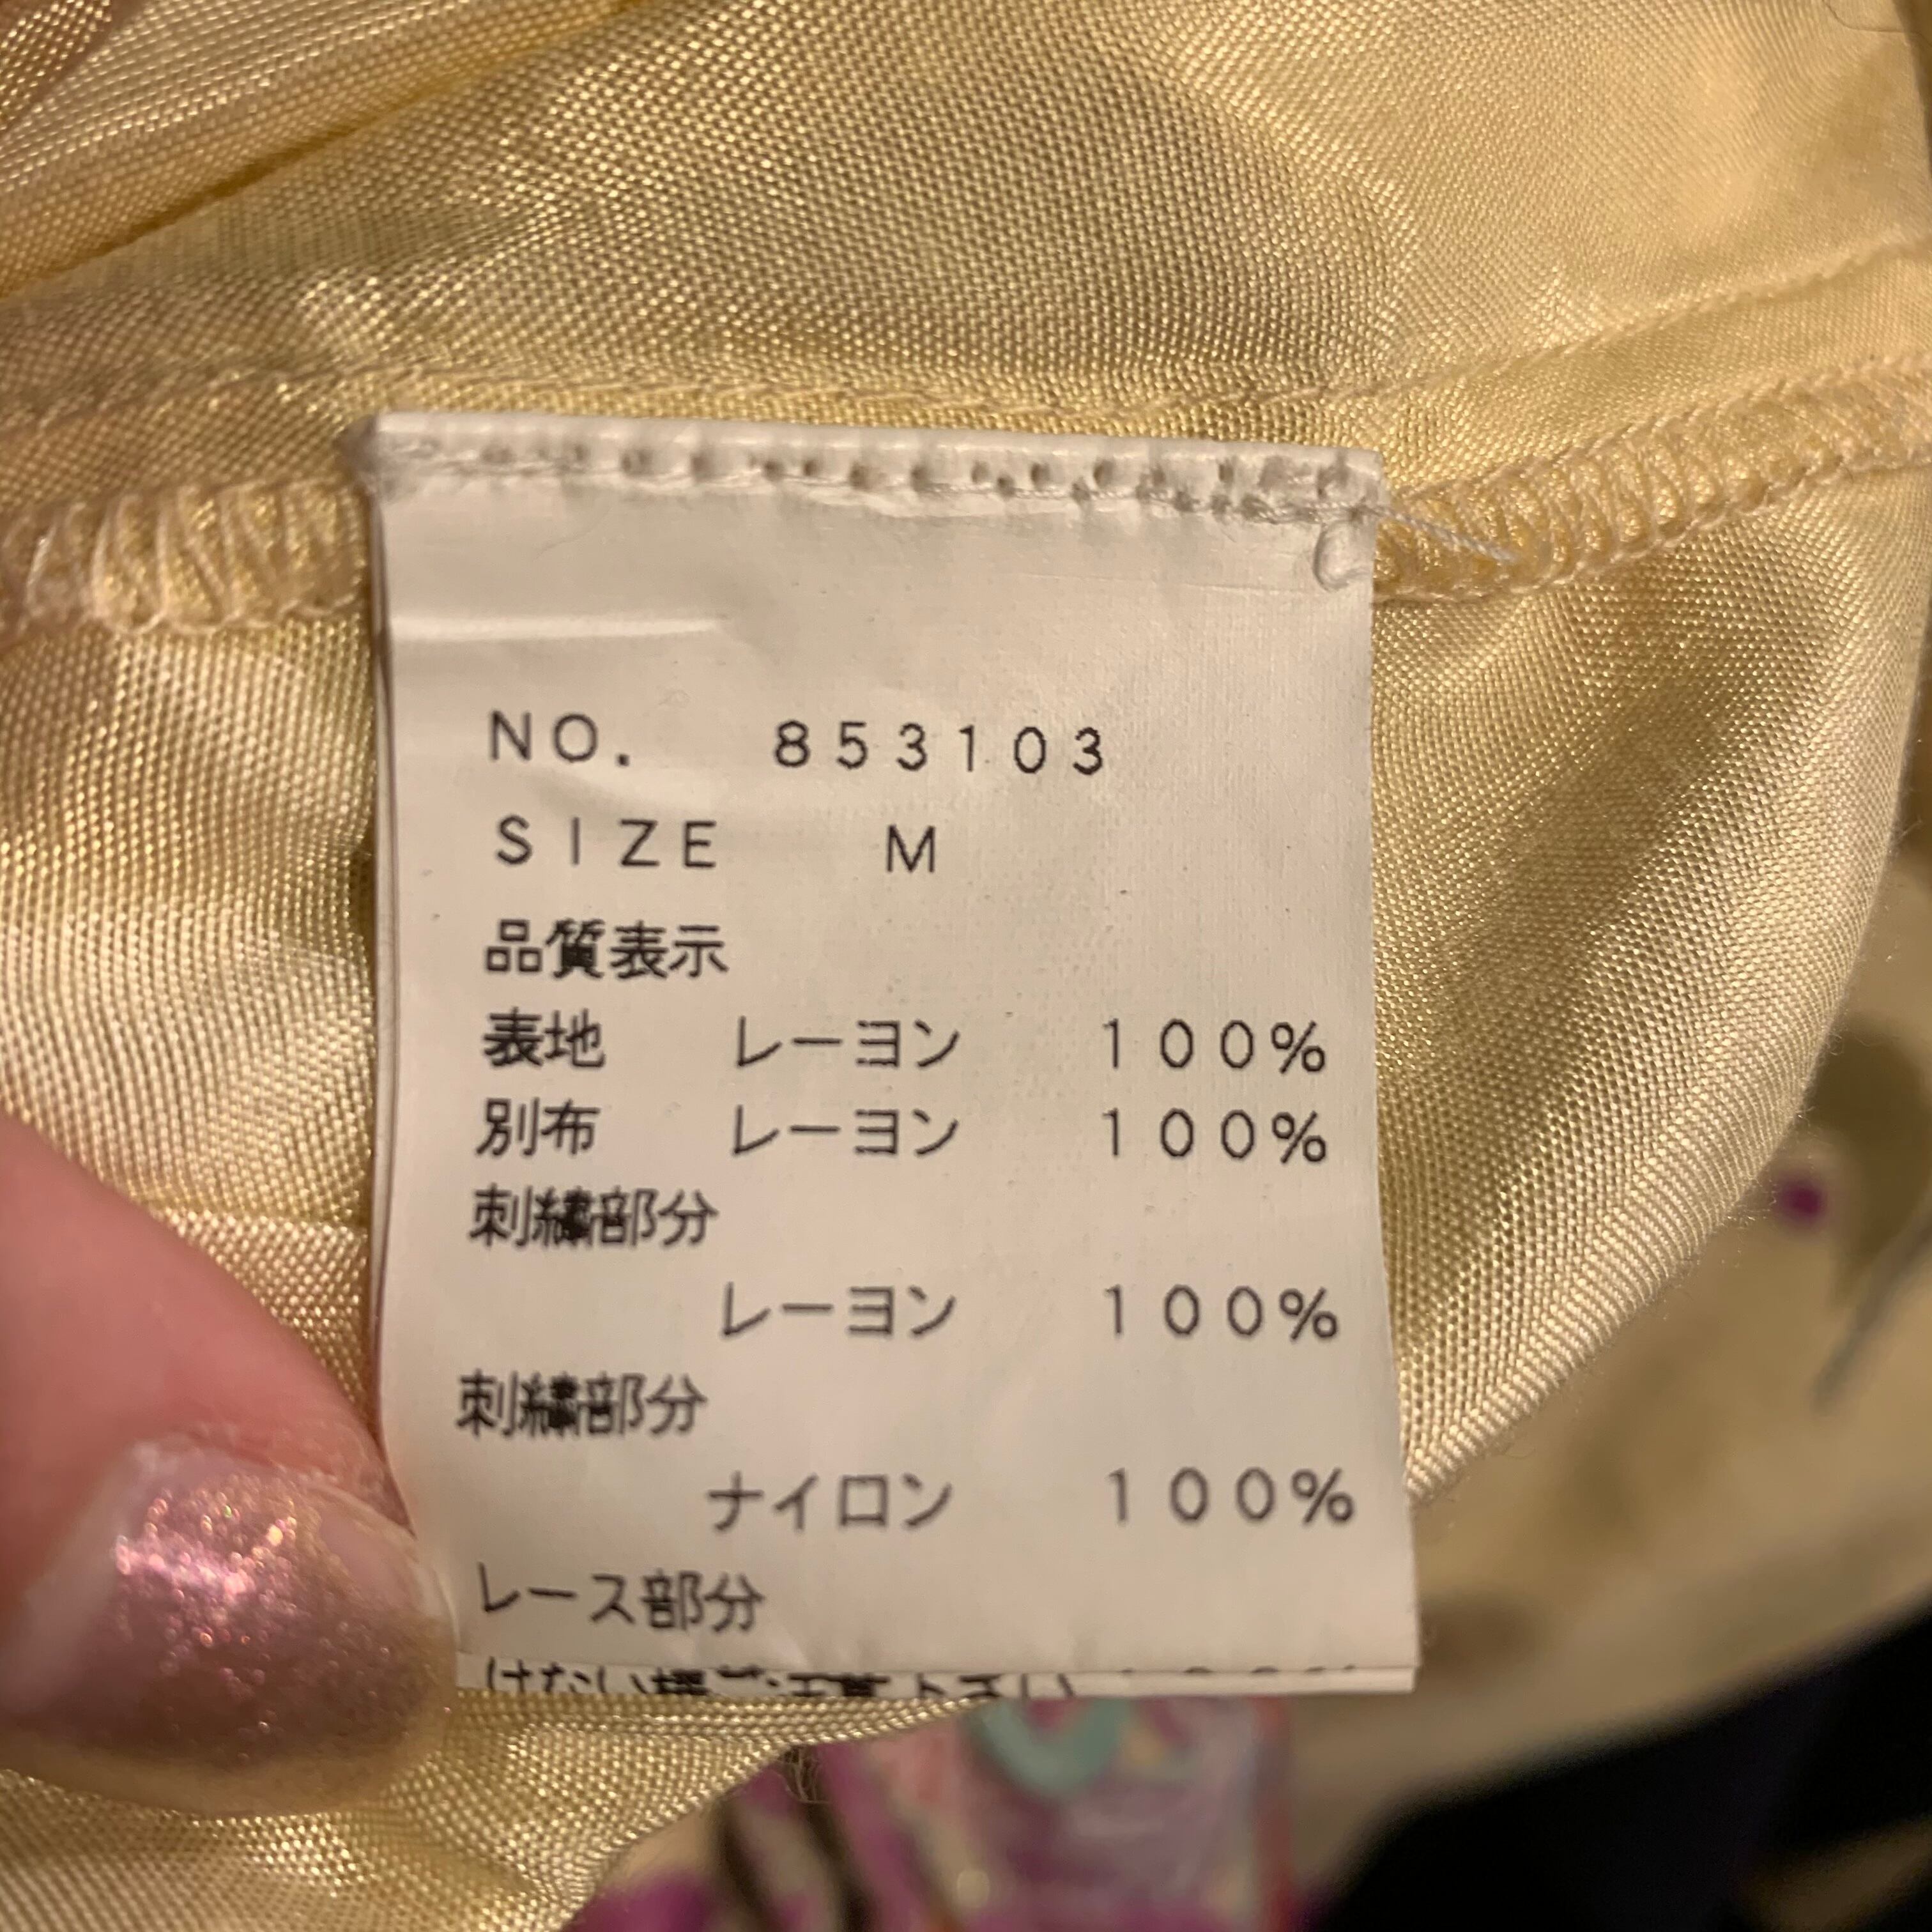 NO. 853103
SIZE M
品質表示
表地 レーヨン 100%
別布 レーヨン 100%
刺繍部分
レーヨン 100%
刺繍部分
ナイロン 100%
レース部分